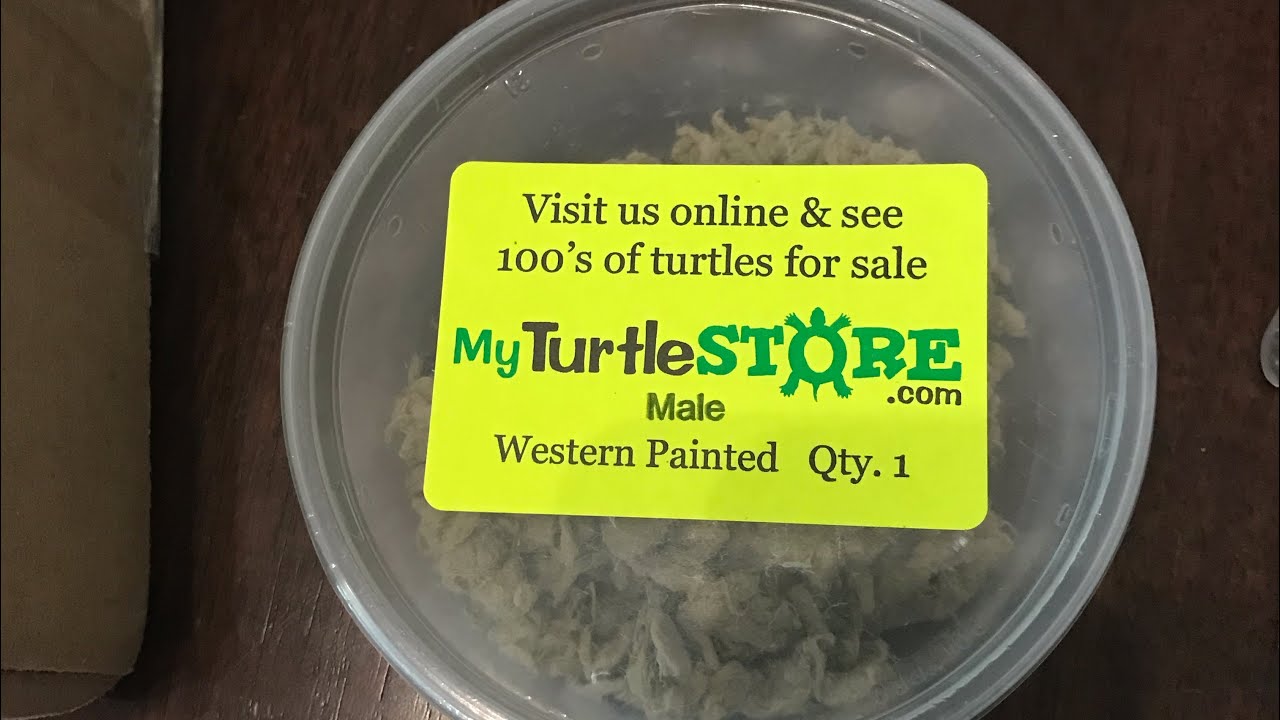 Visit us online & see
100's of turtles for sale
MyTurtleSTORE
.com
Male
Western Painted Qty. 1